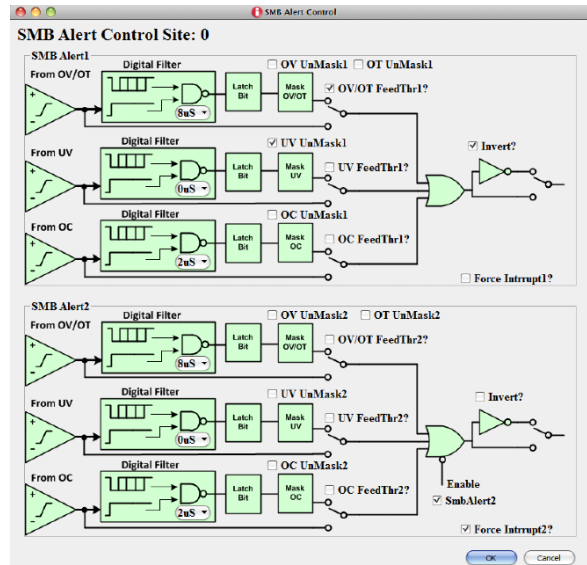 SMB Alert Control
SMB Alert Control Site: 0
SMB Alert1
From OV/OT
Digital Filter
8uS
Latch Bit
Mask OV/OT
OV UnMask1
OT UnMask1
OV/OT FeedThr1?
From UV
Digital Filter
0uS
Latch Bit
Mask UV
UV UnMask1
UV FeedThr1?
Invert?
From OC
Digital Filter
2uS
Latch Bit
Mask OC
OC UnMask1
OC FeedThr1?
Force Intrrupt1?
SMB Alert2
From OV/OT
Digital Filter
8uS
Latch Bit
Mask OV/OT
OV UnMask2
OT UnMask2
OV/OT FeedThr2?
From UV
Digital Filter
0uS
Latch Bit
Mask UV
UV UnMask2
UV FeedThr2?
Invert?
From OC
Digital Filter
2uS
Latch Bit
Mask OC
OC UnMask2
OC FeedThr2?
Enable
SmbAlert2
Force Intrrupt2?
OK
Cancel